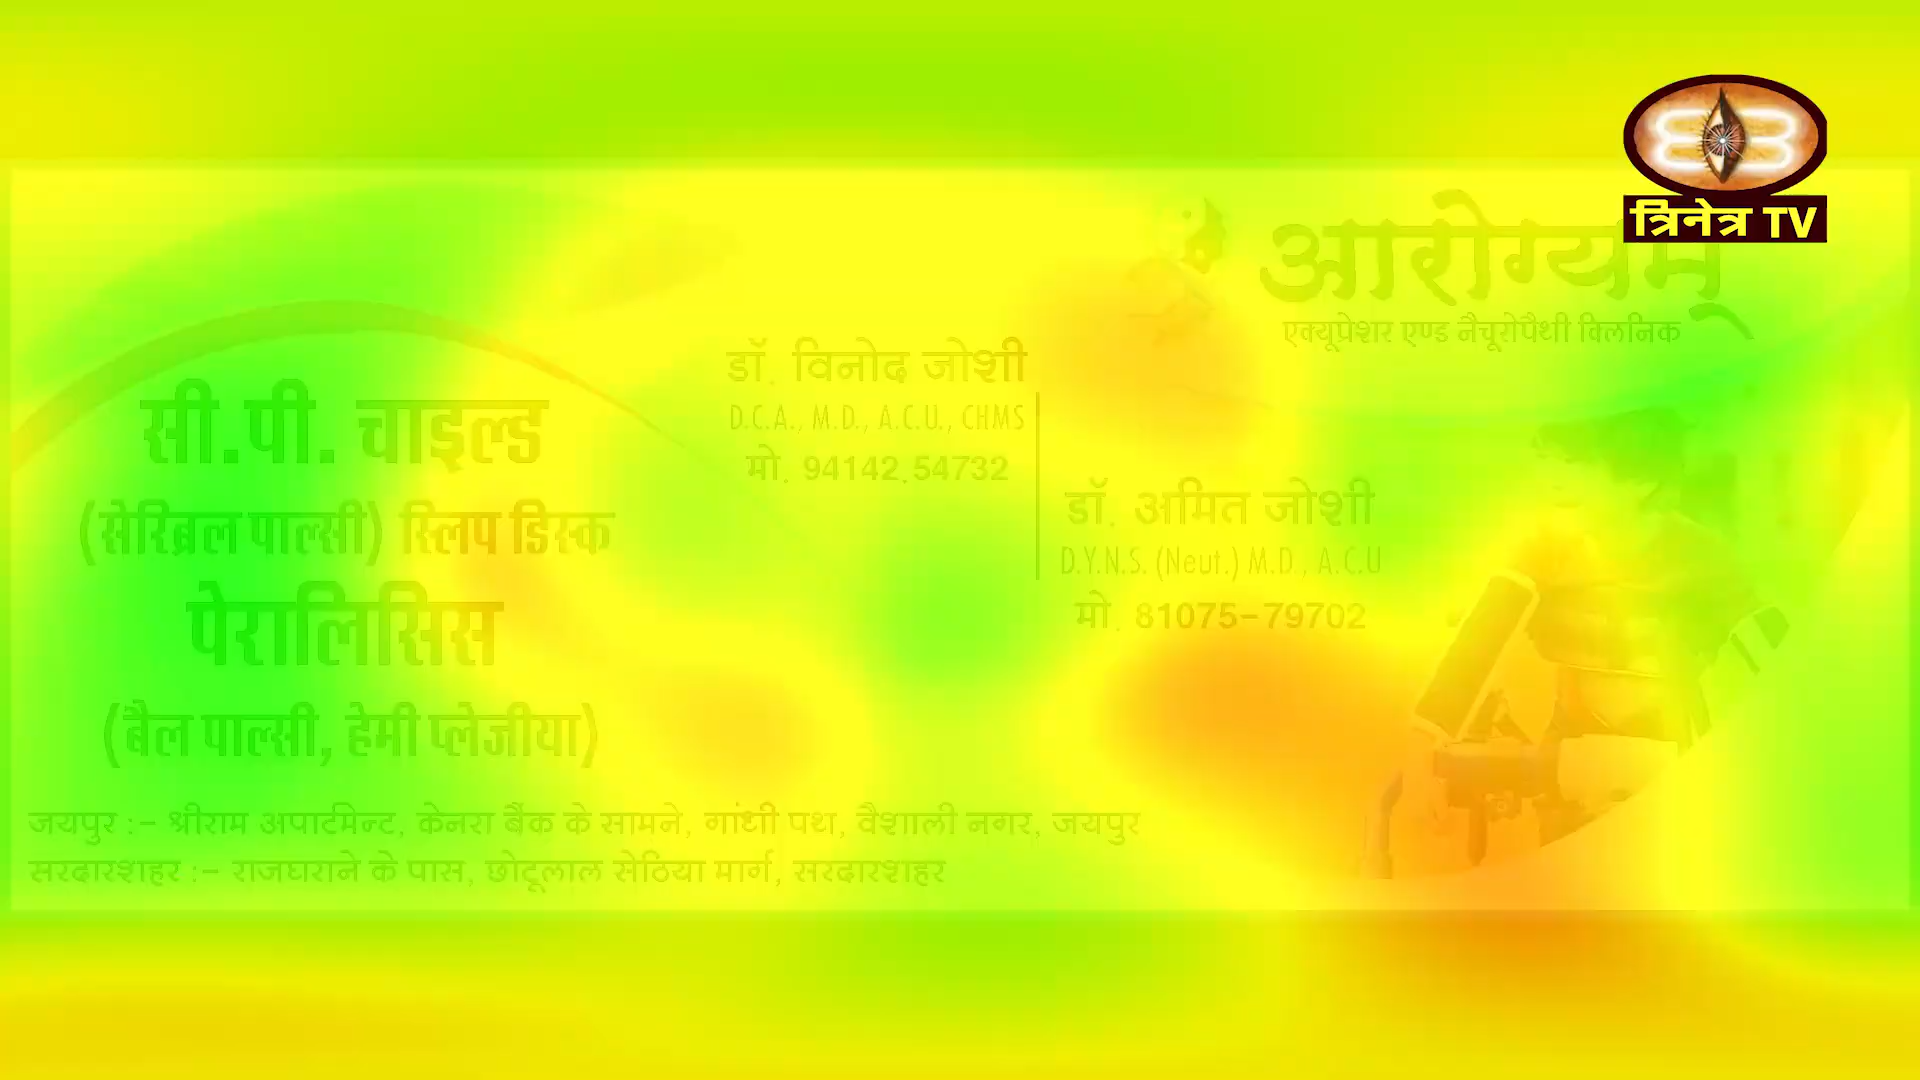 त्रिनेत्र TV
आरोग्यम्
एक्यूप्रेशर एण्ड नैचूरोपैथी क्लिनिक
डॉ. विनोद जोशी
D.C.A., M.D., A.C.U., CHMS
मो. 94142.54732
डॉ. अमित जोशी
D.Y.N.S. (Neut.) M.D., A.C.U
मो. 81075-79702
सी.पी. चाइल्ड
(सेरिब्रल पाल्सी) स्लिप डिस्क
पेरालिसिस
(बैल पाल्सी, हेमी प्लेजीया)
जयपुर :- श्रीराम अपार्टमेन्ट, केनरा बैंक के सामने, गांधी पथ, वैशाली नगर, जयपुर
सरदारशहर :- राजघराने के पास, छोटूलाल सेठिया मार्ग, सरदारशहर